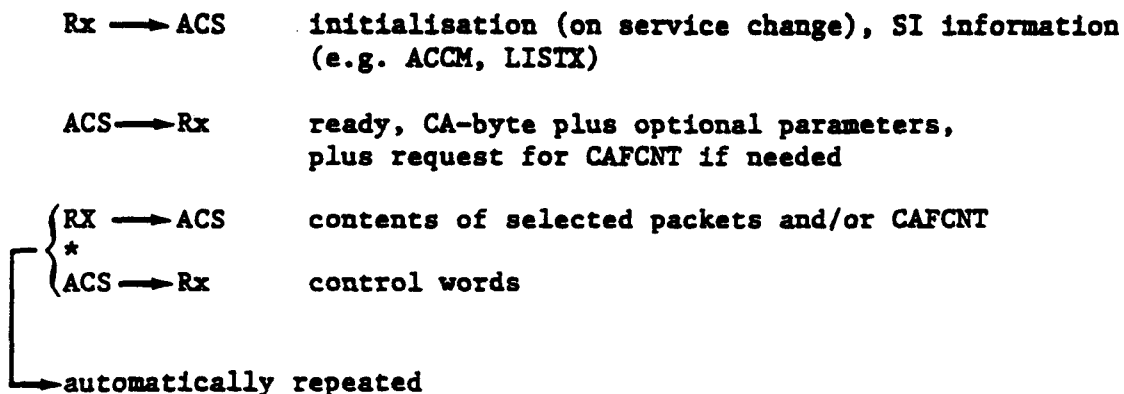 Rx → ACS initialisation (on service change), SI information
(e.g. ACCM, LISTX)
ACS → Rx ready, CA-byte plus optional parameters,
plus request for CAFCNT if needed
RX → ACS contents of selected packets and/or CAFCNT
*
ACS → Rx control words
automatically repeated